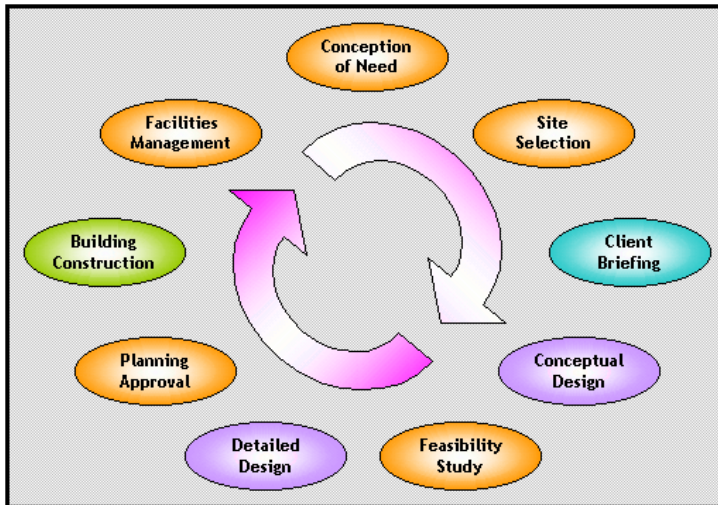 Conception
of Need
Site
Selection
Client
Briefing
Conceptual
Design
Feasibility
Study
Detailed
Design
Planning
Approval
Building
Construction
Facilities
Management